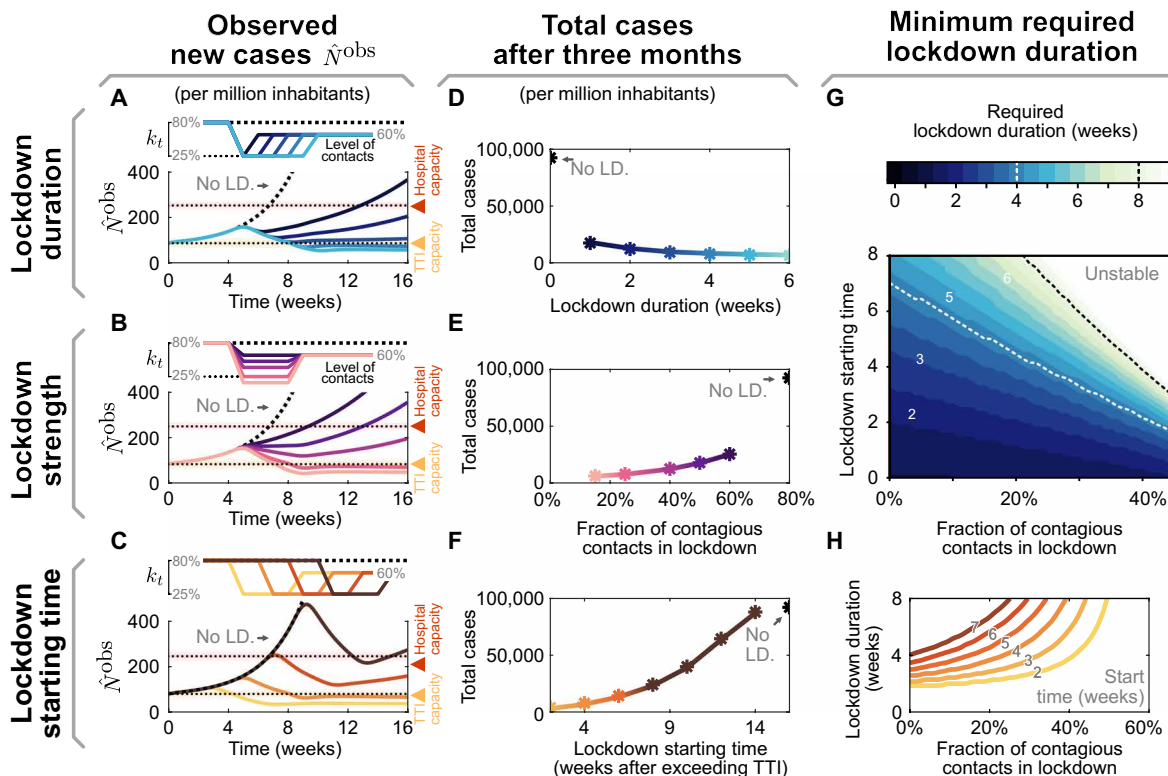 Observed
new cases N̂ᵒᵇˢ
Total cases
after three months
Minimum required
lockdown duration
Lockdown
duration
A
(per million inhabitants)
80%
k_t
25%
60%
Level of
contacts
400
200
0
N̂ᵒᵇˢ
No LD.
Hospital
capacity
TTI
capacity
0 4 8 12 16
Time (weeks)
D
(per million inhabitants)
100,000
50,000
0
Total cases
No LD.
0 2 4 6
Lockdown duration (weeks)
G
Required
lockdown duration (weeks)
0 2 4 6 8
8
6
4
2
0
Lockdown starting time
Unstable
6
5
3
2
0% 20% 40%
Fraction of contagious
contacts in lockdown
Lockdown
strength
B
80%
k_t
25%
60%
Level of
contacts
400
200
0
N̂ᵒᵇˢ
No LD.
Hospital
capacity
TTI
capacity
0 4 8 12 16
Time (weeks)
E
100,000
50,000
0
Total cases
No LD.
0% 20% 40% 60% 80%
Fraction of contagious
contacts in lockdown
Lockdown
starting time
C
80%
k_t
25%
60%
400
200
0
N̂ᵒᵇˢ
No LD.
Hospital
capacity
TTI
capacity
0 4 8 12 16
Time (weeks)
F
100,000
50,000
0
Total cases
No
LD.
4 9 14
Lockdown starting time
(weeks after exceeding TTI)
H
8
4
0
Lockdown duration
(weeks)
7
6
5
4
3
2
Start
time (weeks)
0% 20% 40% 60%
Fraction of contagious
contacts in lockdown